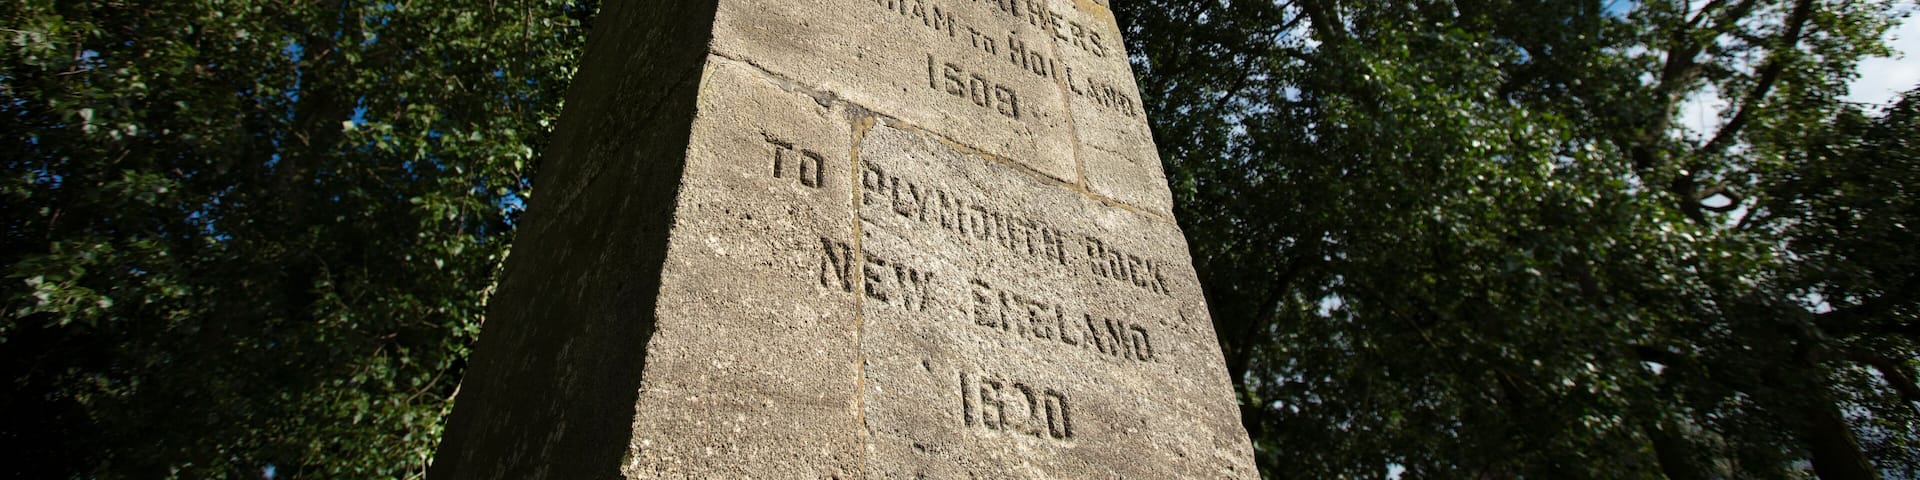 TO HOLLAND
1609
TO PLYMOUTH ROCK
NEW ENGLAND
1620